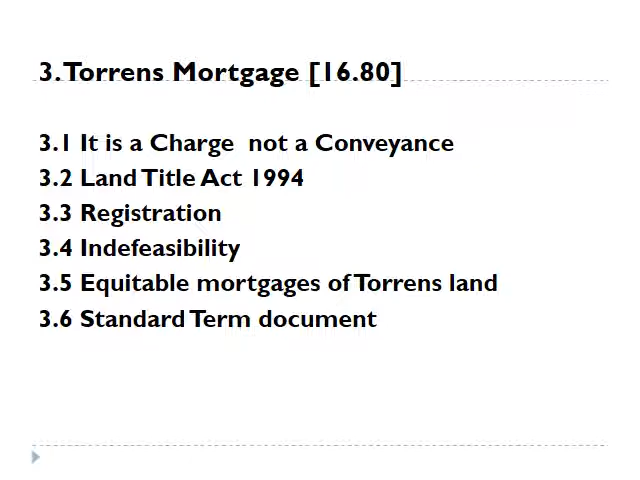 3. Torrens Mortgage [16.80]
3.1 It is a Charge not a Conveyance
3.2 Land Title Act 1994
3.3 Registration
3.4 Indefeasibility
3.5 Equitable mortgages of Torrens land
3.6 Standard Term document